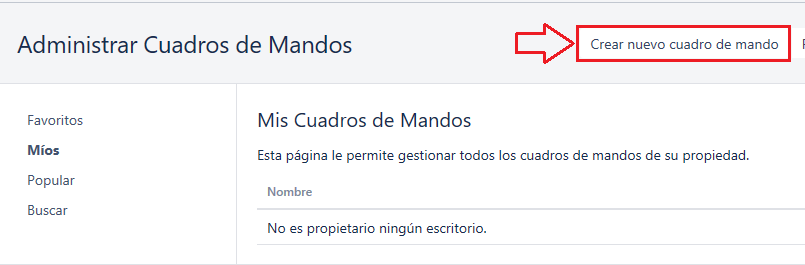 Administrar Cuadros de Mandos
Crear nuevo cuadro de mando
Favoritos
Míos
Popular
Buscar
Mis Cuadros de Mandos
Esta página le permite gestionar todos los cuadros de mandos de su propiedad.
Nombre
No es propietario ningún escritorio.